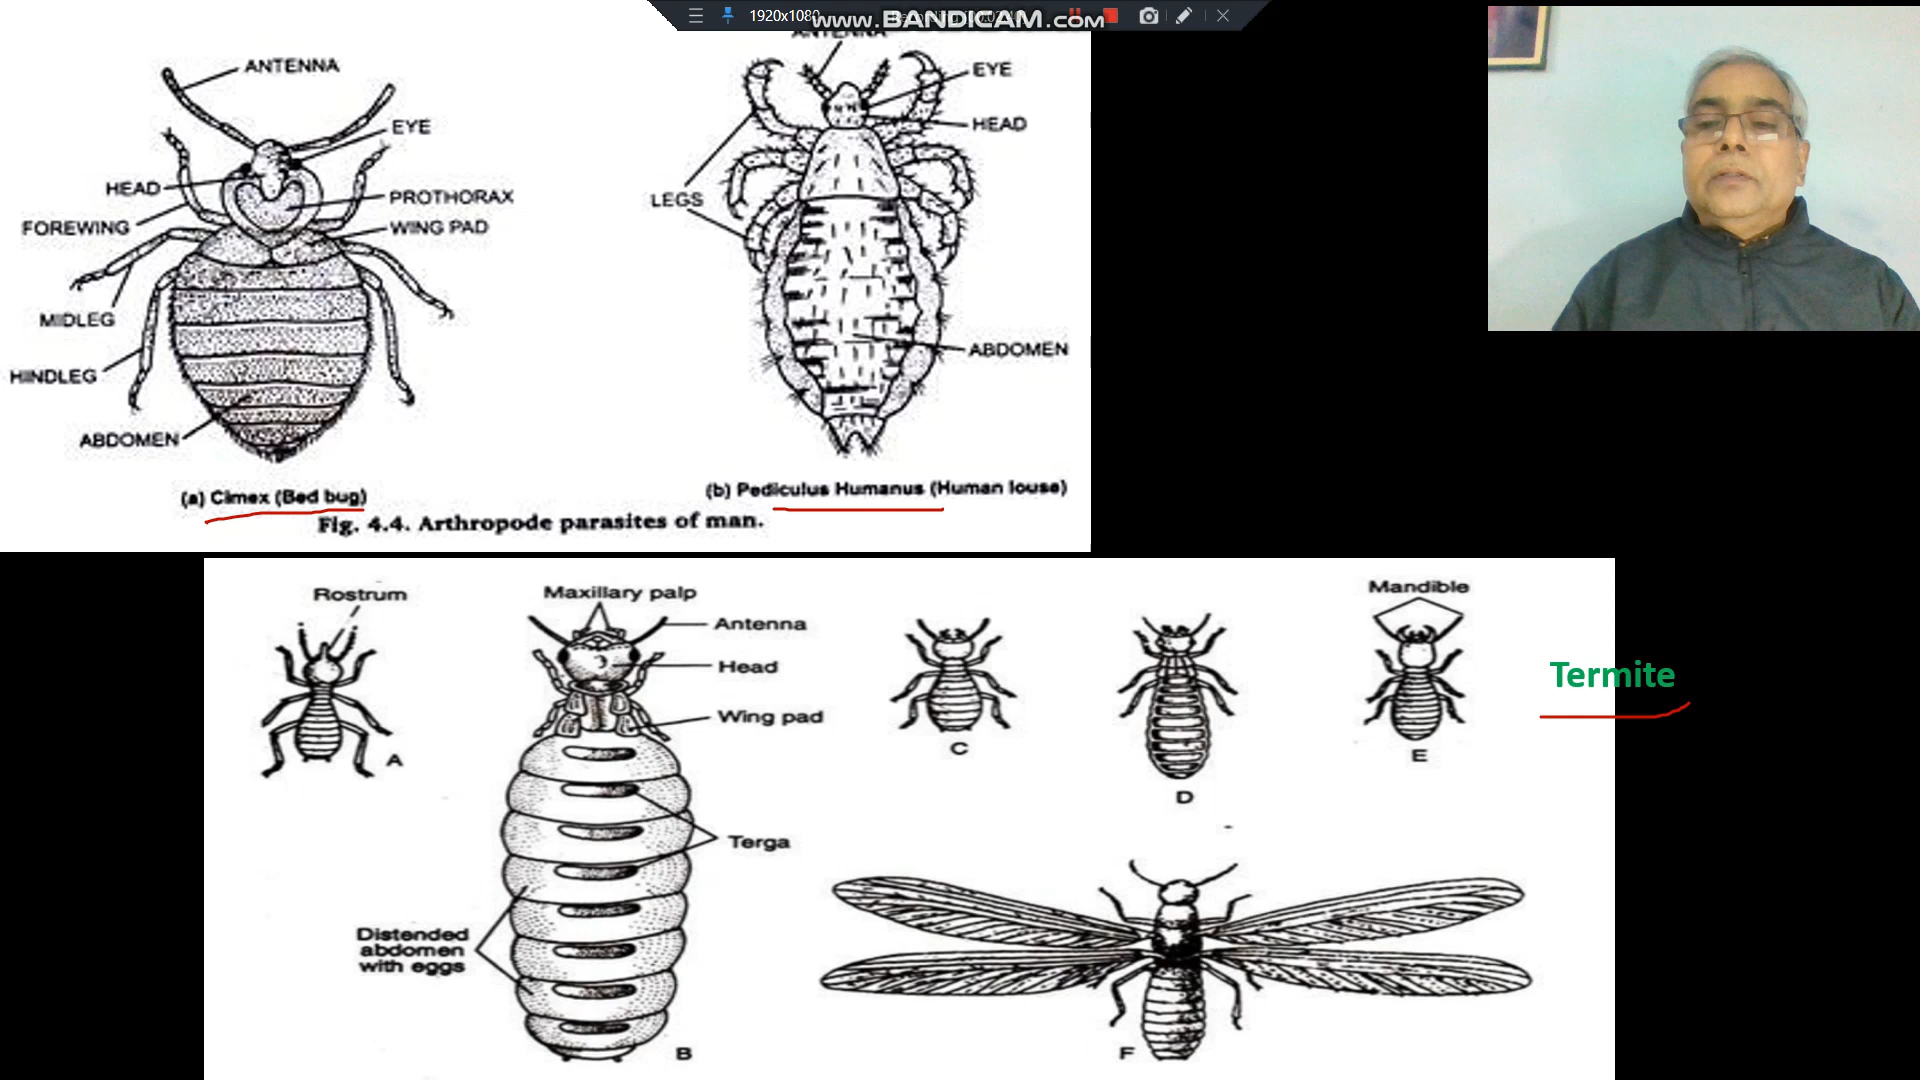 1920x1080
www.BANDICAM.com
ANTENNA
EYE
HEAD
PROTHORAX
FOREWING
WING PAD
MIDLEG
HINDLEG
ABDOMEN
(a) Cimex (Bed bug)
ANTENNA
EYE
HEAD
LEGS
ABDOMEN
(b) Pediculus Humanus (Human louse)
Fig. 4.4. Arthropode parasites of man.
Rostrum
A
Maxillary palp
Antenna
Head
Wing pad
Terga
Distended
abdomen
with eggs
B
C
D
Mandible
E
F
Termite